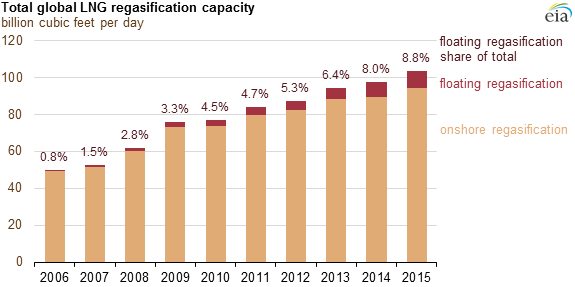 Total global LNG regasification capacity
billion cubic feet per day
eia
120
100
80
60
40
20
0
0.8%
1.5%
2.8%
3.3%
4.5%
4.7%
5.3%
6.4%
8.0%
8.8%
floating regasification
share of total
floating regasification
onshore regasification
2006 2007 2008 2009 2010 2011 2012 2013 2014 2015